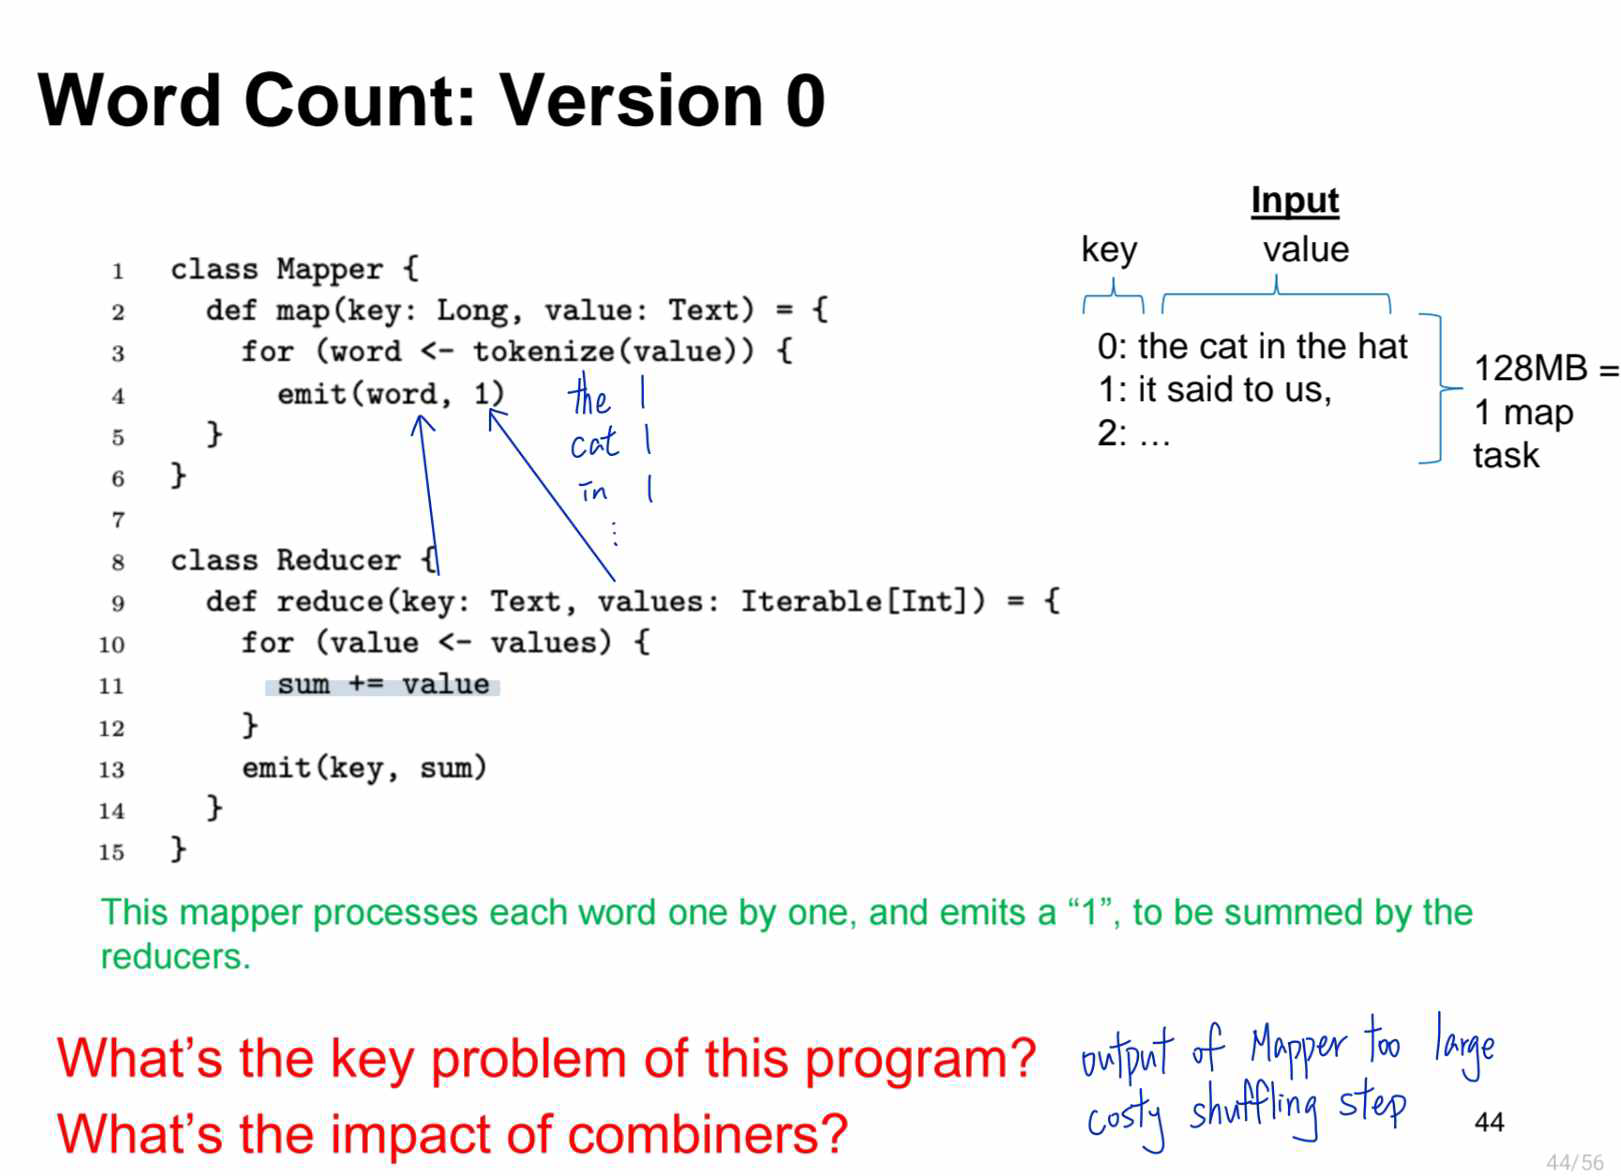 Word Count: Version 0
Input
key value
1 class Mapper {
2 def map(key: Long, value: Text) = {
3 for (word <- tokenize(value)) {
4 emit(word, 1)
5 }
6 }
7
8 class Reducer {
9 def reduce(key: Text, values: Iterable[Int]) = {
10 for (value <- values) {
11 sum += value
12 }
13 emit(key, sum)
14 }
15 }
the 1
cat 1
in 1
⋮
0: the cat in the hat
1: it said to us,
2: ...
128MB =
1 map
task
This mapper processes each word one by one, and emits a “1”, to be summed by the
reducers.
What’s the key problem of this program?
What’s the impact of combiners?
output of Mapper too large
costy shuffling step
44
44/56